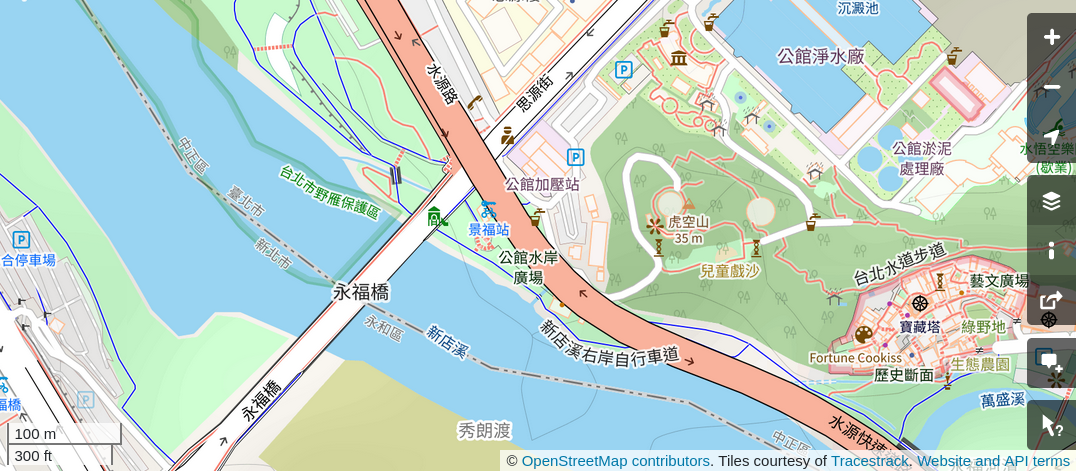 沉澱池
公館淨水廠
水源路
思源街
公館淤泥
處理廠
水悟空樂
(歇業)
中正區
臺北市
新北市
台北市野雁保護區
公館加壓站
景福站
虎空山
35 m
合停車場
公館水岸
廣場
兒童戲沙
台北水道步道
藝文廣場
永福橋
寶藏塔
綠野地
永和區
新店溪
新店溪右岸自行車道
Fortune Cookiss
歷史斷面
生態農園
福橋
永福橋
萬盛溪
秀朗渡
水源快速
中正區
100 m
300 ft
© OpenStreetMap contributors. Tiles courtesy of Tracestrack. Website and API terms